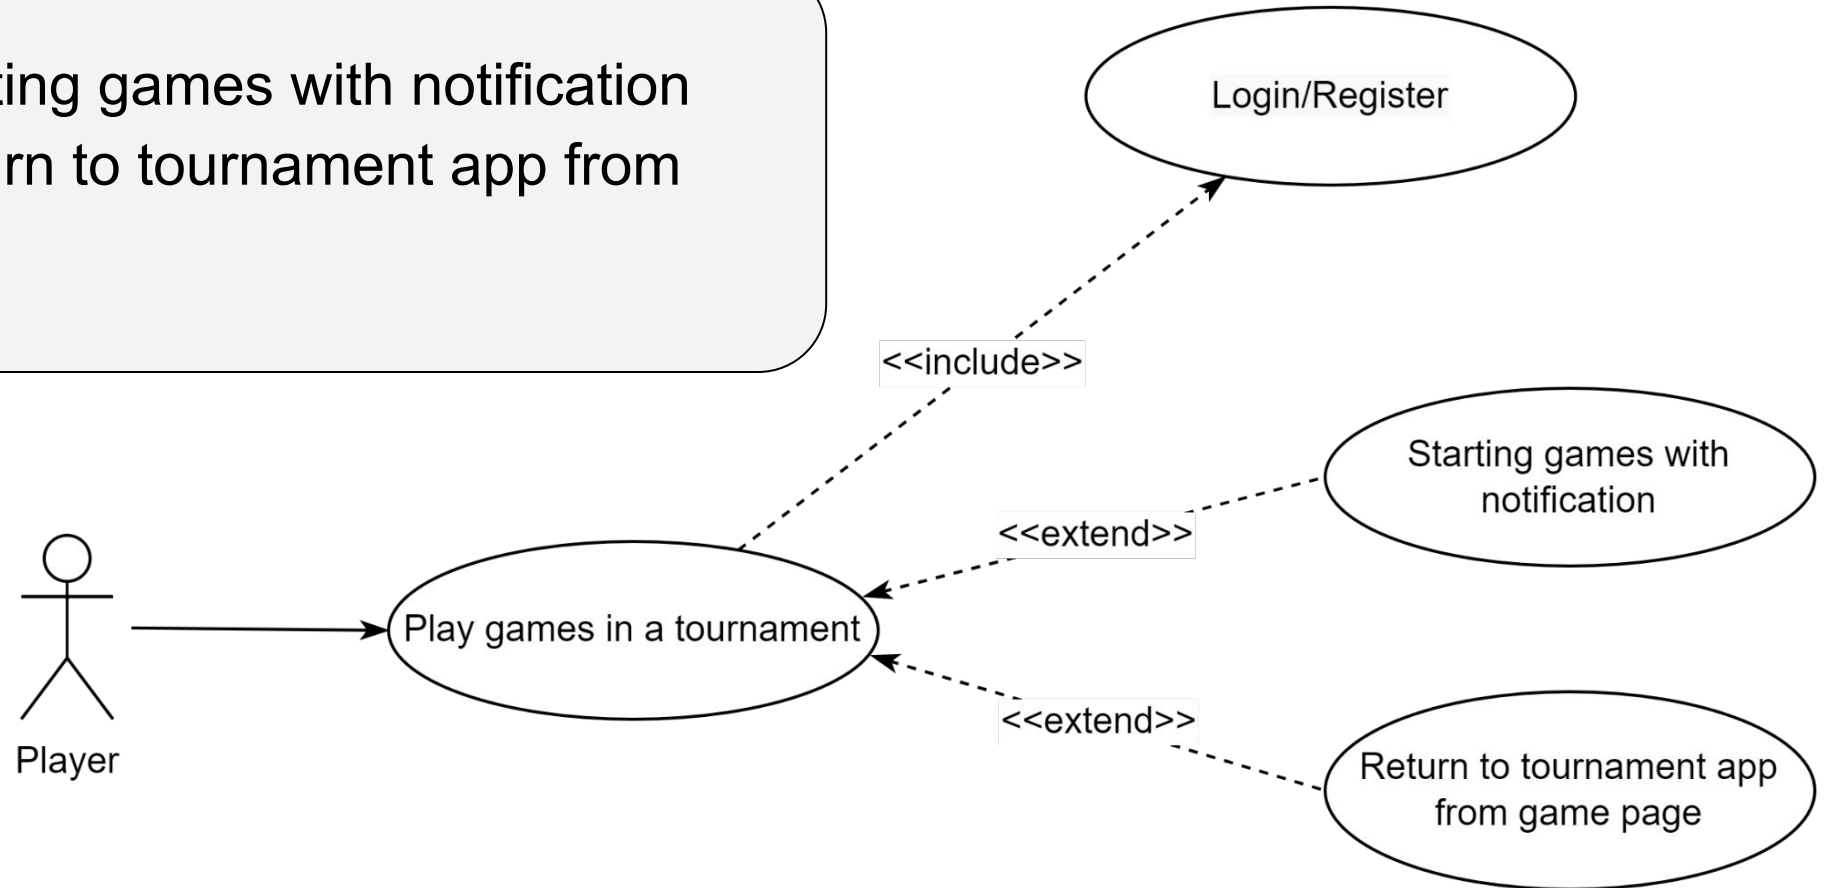 ting games with notification
rn to tournament app from
Login/Register
<<include>>
Starting games with
notification
<<extend>>
Play games in a tournament
<<extend>>
Player
Return to tournament app
from game page